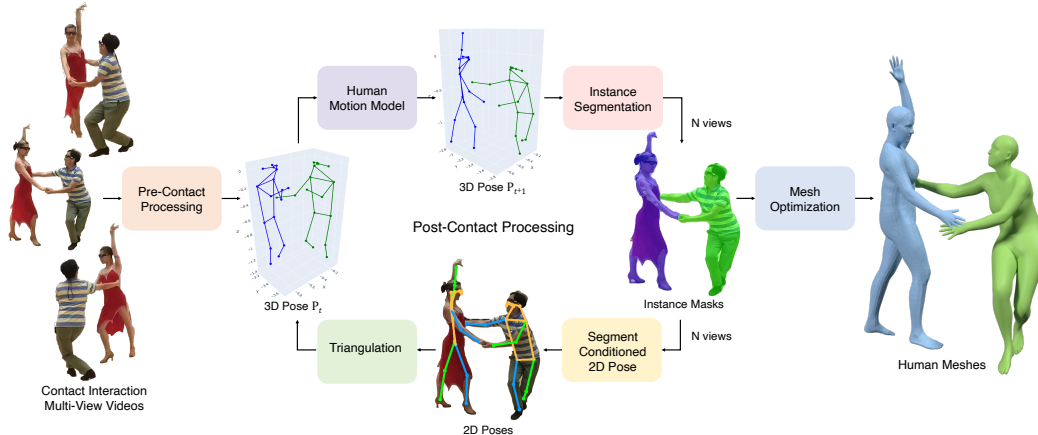 Human
Motion Model
Instance
Segmentation
N views
3D Pose P_{t+1}
Pre-Contact
Processing
Mesh
Optimization
Post-Contact Processing
3D Pose P_t
Instance Masks
Triangulation
Segment
Conditioned
2D Pose
N views
Human Meshes
Contact Interaction
Multi-View Videos
2D Poses